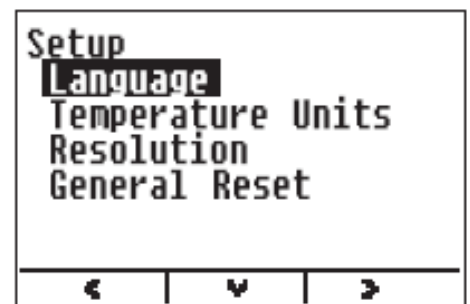 Setup
Language
Temperature Units
Resolution
General Reset